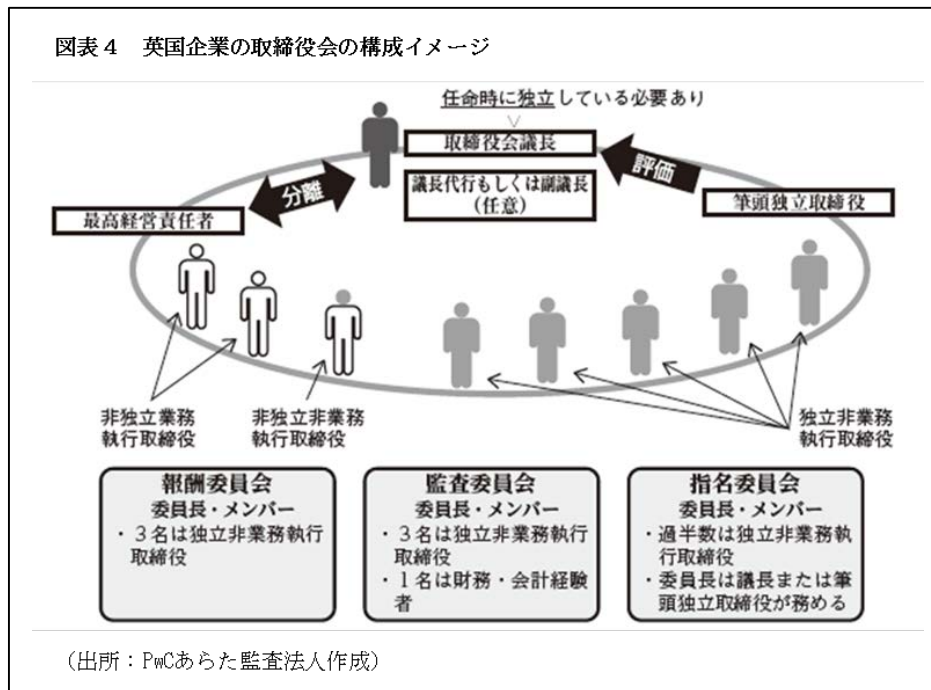 図表４　英国企業の取締役会の構成イメージ
任命時に独立している必要あり
取締役会議長
分離
評価
議長代行もしくは副議長
（任意）
最高経営責任者
筆頭独立取締役
非独立業務
執行取締役
非独立非業務
執行取締役
独立非業務
執行取締役
報酬委員会
委員長・メンバー
・３名は独立非業務執行
取締役
監査委員会
委員長・メンバー
・３名は独立非業務執行
取締役
・１名は財務・会計経験
者
指名委員会
委員長・メンバー
・過半数は独立非業務執
行取締役
・委員長は議長または筆
頭独立取締役が務める
（出所：PwCあらた監査法人作成）